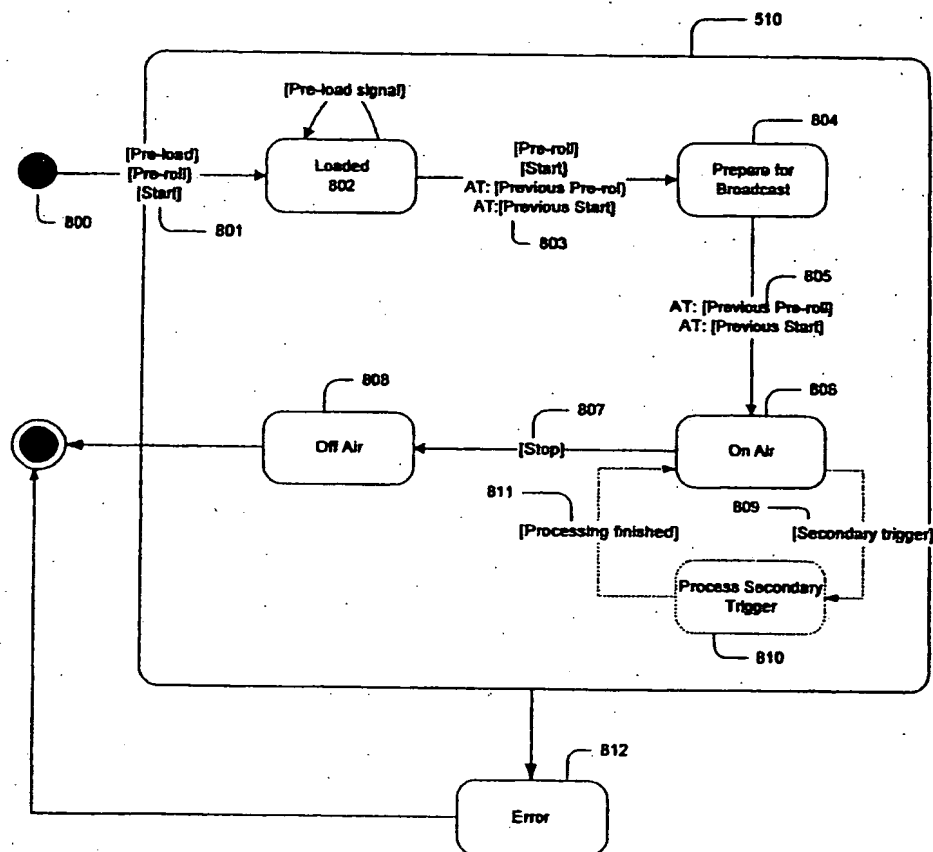 510
[Pre-load signal]
804
Loaded
802
[Pre-load]
[Pre-roll]
[Start]
[Pre-roll]
[Start]
AT: [Previous Pre-rol]
AT:[Previous Start]
Prepare for
Broadcast
800
801
803
805
AT: [Previous Pre-roll]
AT: [Previous Start]
808
807
806
Off Air
[Stop]
On Air
811
809
[Processing finished]
[Secondary trigger]
Process Secondary
Trigger
810
812
Error